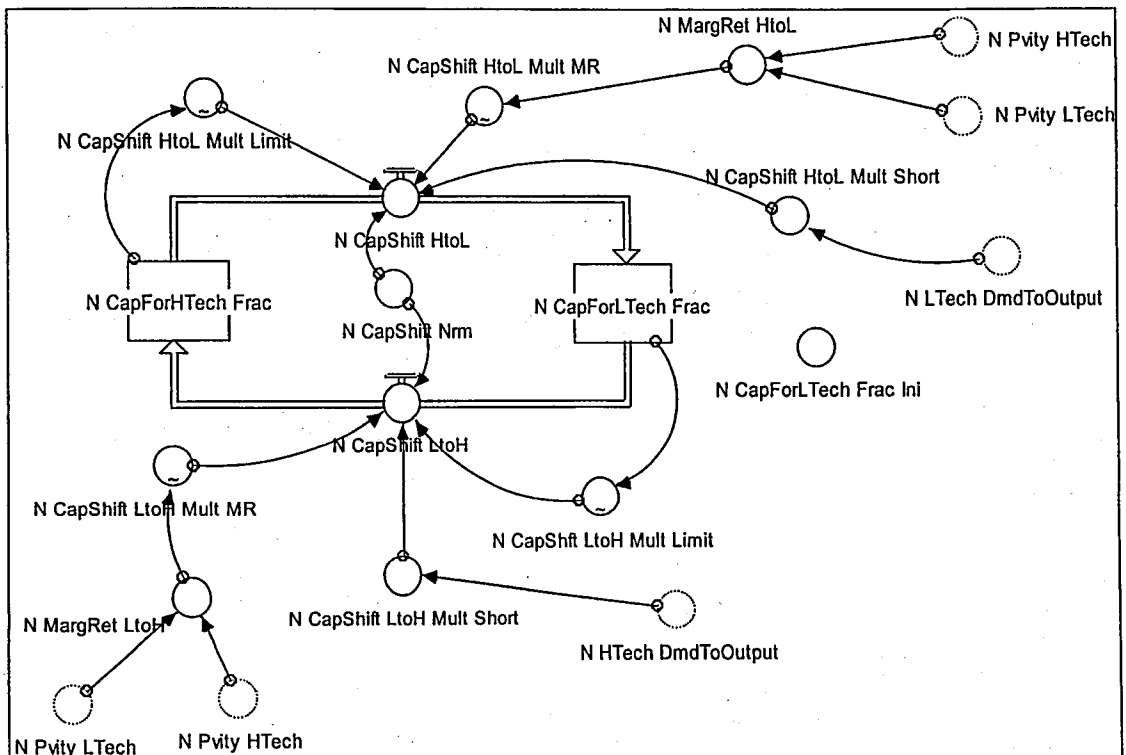 N MargRet HtoL
N Pvity HTech
N CapShift HtoL Mult MR
N Pvity LTech
N CapShift HtoL Mult Limit
N CapShift HtoL Mult Short
N CapShift HtoL
N CapForHTech Frac
N CapForLTech Frac
N LTech DmdToOutput
N CapShift Nrm
N CapForLTech Frac Ini
N CapShift LtoH
N CapShift LtoH Mult MR
N CapShft LtoH Mult Limit
N CapShift LtoH Mult Short
N MargRet LtoH
N HTech DmdToOutput
N Pvity LTech
N Pvity HTech